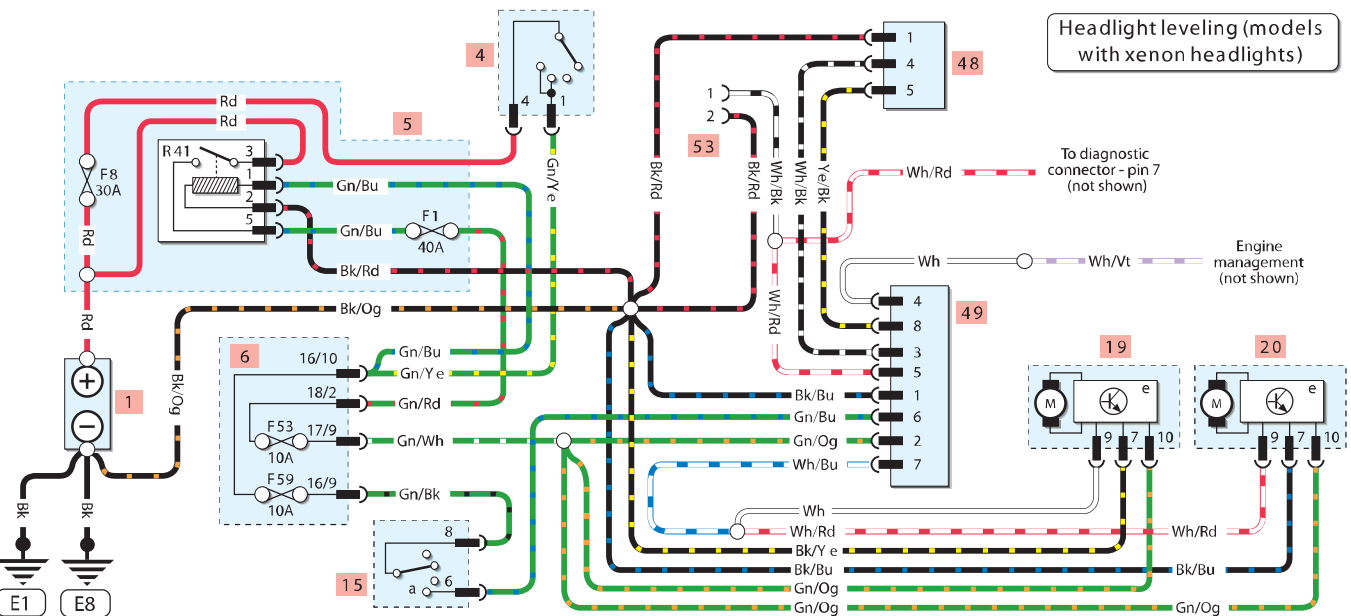 Headlight leveling (models
with xenon headlights)
4
4
1
48
1
4
5
1
2
53
5
Rd
Rd
R 41
3
1
2
5
F8
30A
Gn/Bu
Gn/Bu
F1
40A
Bk/Rd
Rd
Rd
Gn/Ye
Bk/Rd
Bk/Rd
Wh/Bk
Wh/Bk
Ye/Bk
Wh/Rd
To diagnostic
connector - pin 7
(not shown)
Wh
Wh/Vt
Engine
management
(not shown)
Wh/Rd
Bk/Og
Bk/Og
49
4
8
3
5
1
6
2
7
6
16/10
18/2
F53
10A
17/9
F59
10A
16/9
Gn/Bu
Gn/Ye
Gn/Rd
Gn/Wh
Gn/Bk
Bk/Bu
Gn/Bu
Gn/Og
Wh/Bu
1
+
−
Bk
Bk
E1
E8
15
8
a
6
19
M
e
9
7
10
20
M
e
9
7
10
Wh
Wh/Rd
Wh/Rd
Bk/Ye
Bk/Bu
Bk/Bu
Gn/Og
Gn/Og
Gn/Og